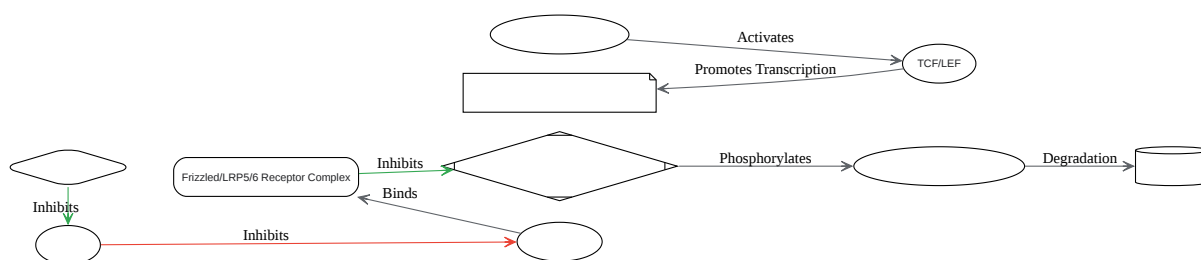 Activates
TCF/LEF
Promotes Transcription
Inhibits
Frizzled/LRP5/6 Receptor Complex
Phosphorylates
Degradation
Binds
Inhibits
Inhibits